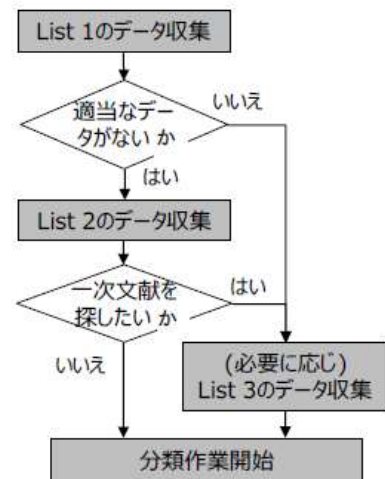 List 1のデータ収集
いいえ
適当なデー
タがない か
はい
List 2のデータ収集
一次文献を
探したい か
はい
いいえ
(必要に応じ)
List 3のデータ収集
分類作業開始